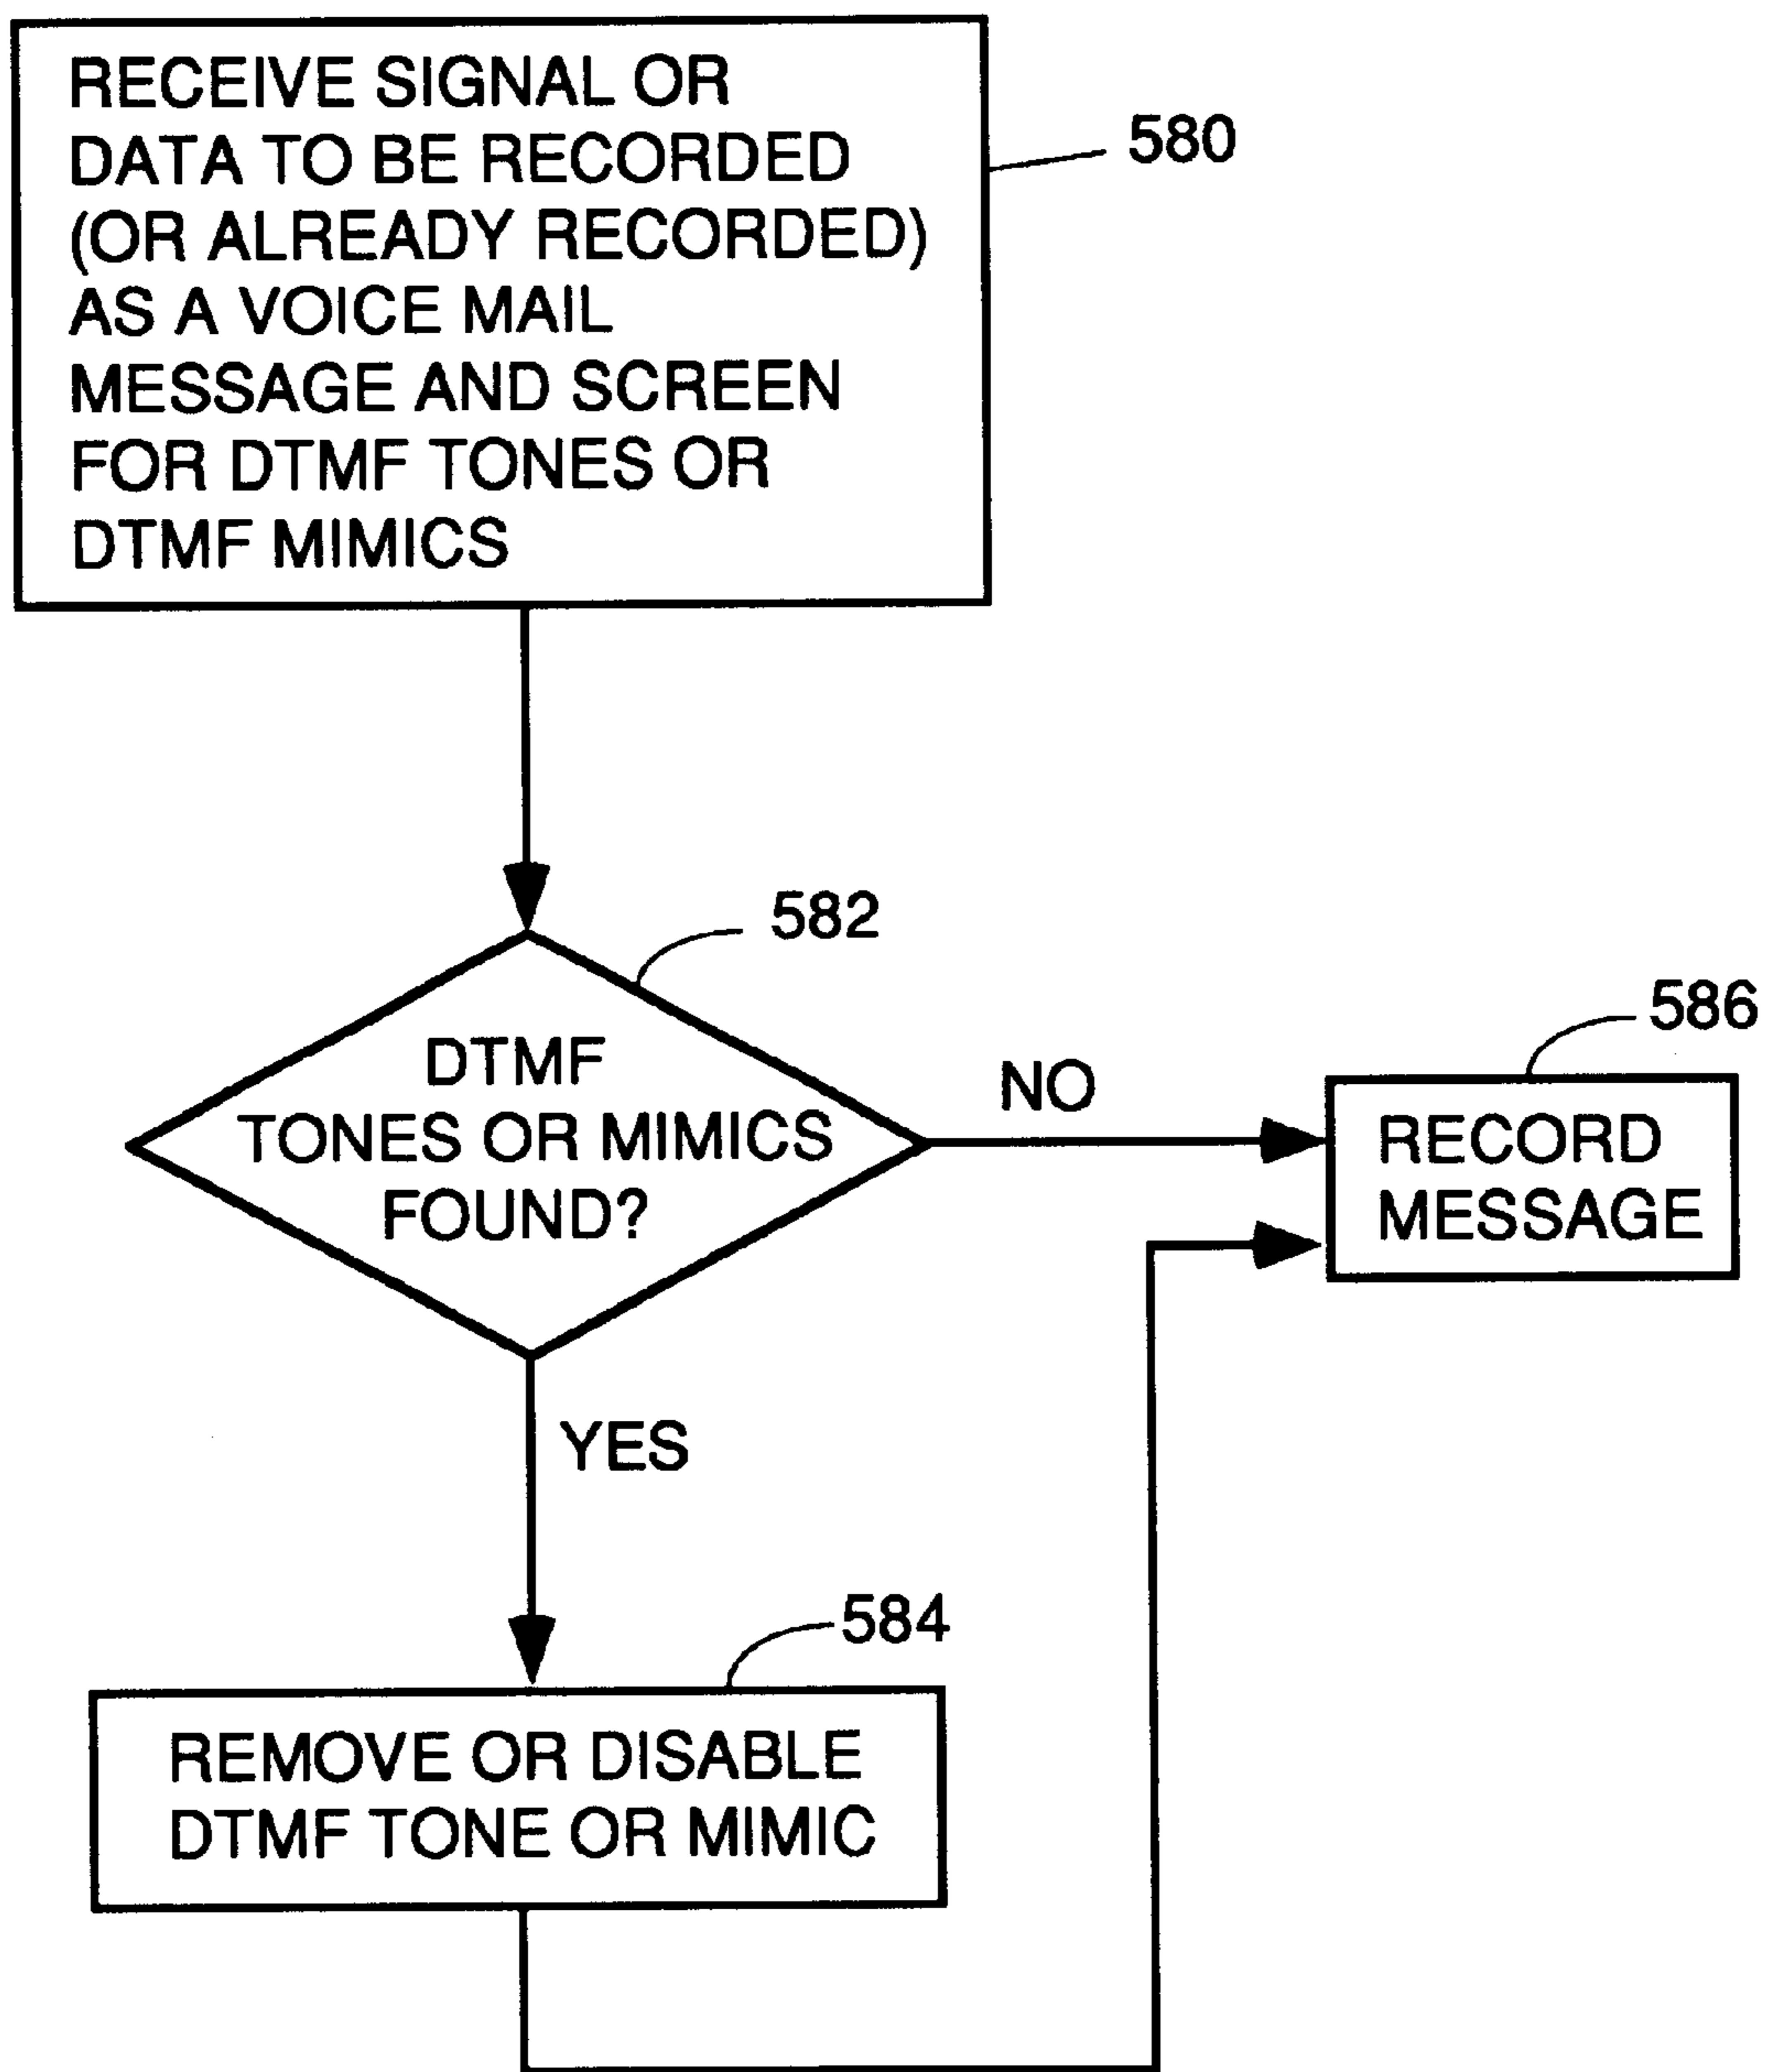 RECEIVE SIGNAL OR
DATA TO BE RECORDED
(OR ALREADY RECORDED)
AS A VOICE MAIL
MESSAGE AND SCREEN
FOR DTMF TONES OR
DTMF MIMICS
580
582
DTMF
TONES OR MIMICS
FOUND?
NO
586
RECORD
MESSAGE
YES
584
REMOVE OR DISABLE
DTMF TONE OR MIMIC